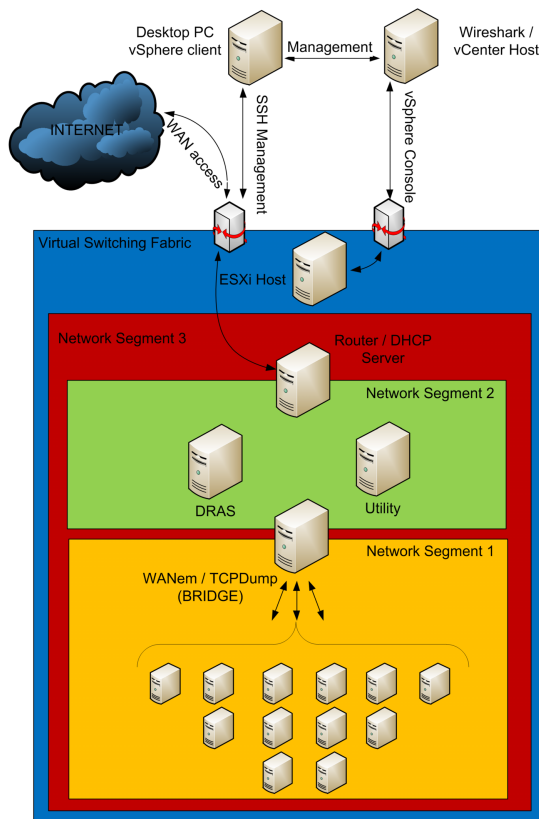 Desktop PC
vSphere client
Management
Wireshark /
vCenter Host
INTERNET
WAN access
SSH Management
vSphere Console
Virtual Switching Fabric
ESXi Host
Network Segment 3
Router / DHCP
Server
Network Segment 2
DRAS
Utility
Network Segment 1
WANem / TCPDump
(BRIDGE)